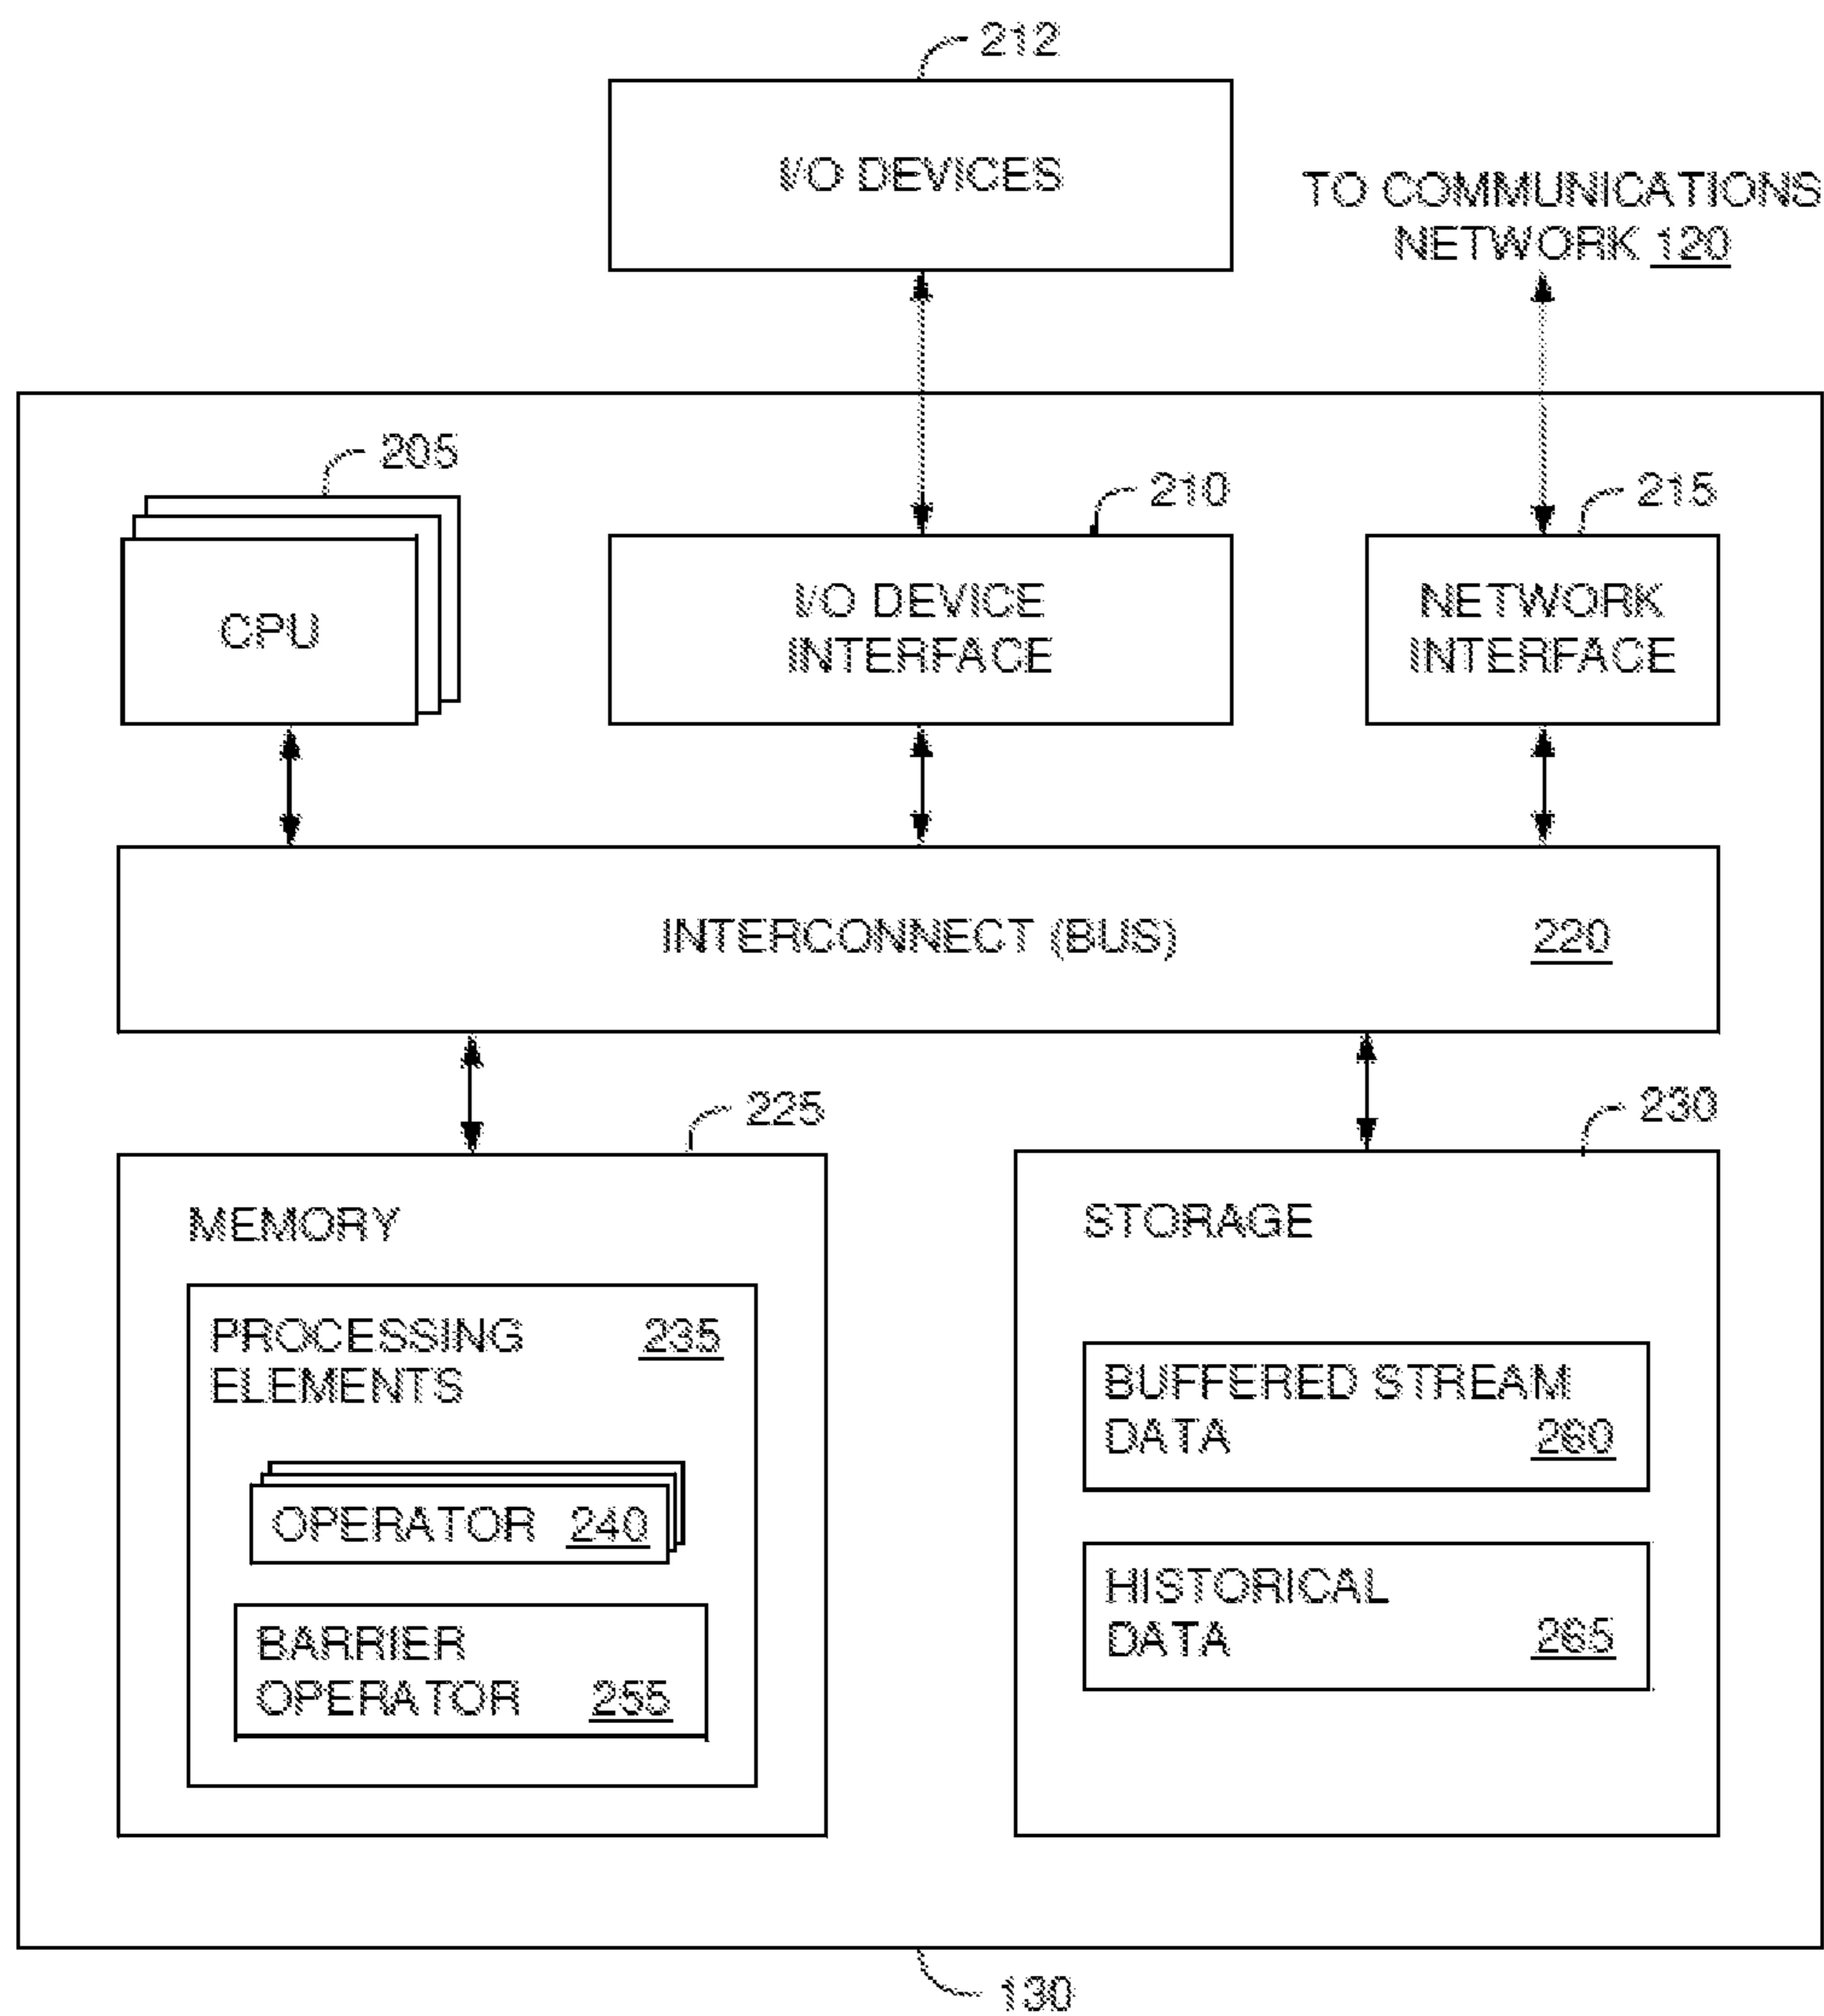 212
I/O DEVICES
TO COMMUNICATIONS
NETWORK 120
205
210
215
CPU
I/O DEVICE
INTERFACE
NETWORK
INTERFACE
INTERCONNECT (BUS) 220
225
230
MEMORY
PROCESSING 235
ELEMENTS
OPERATOR 240
BARRIER
OPERATOR 255
STORAGE
BUFFERED STREAM
DATA 260
HISTORICAL
DATA 265
130